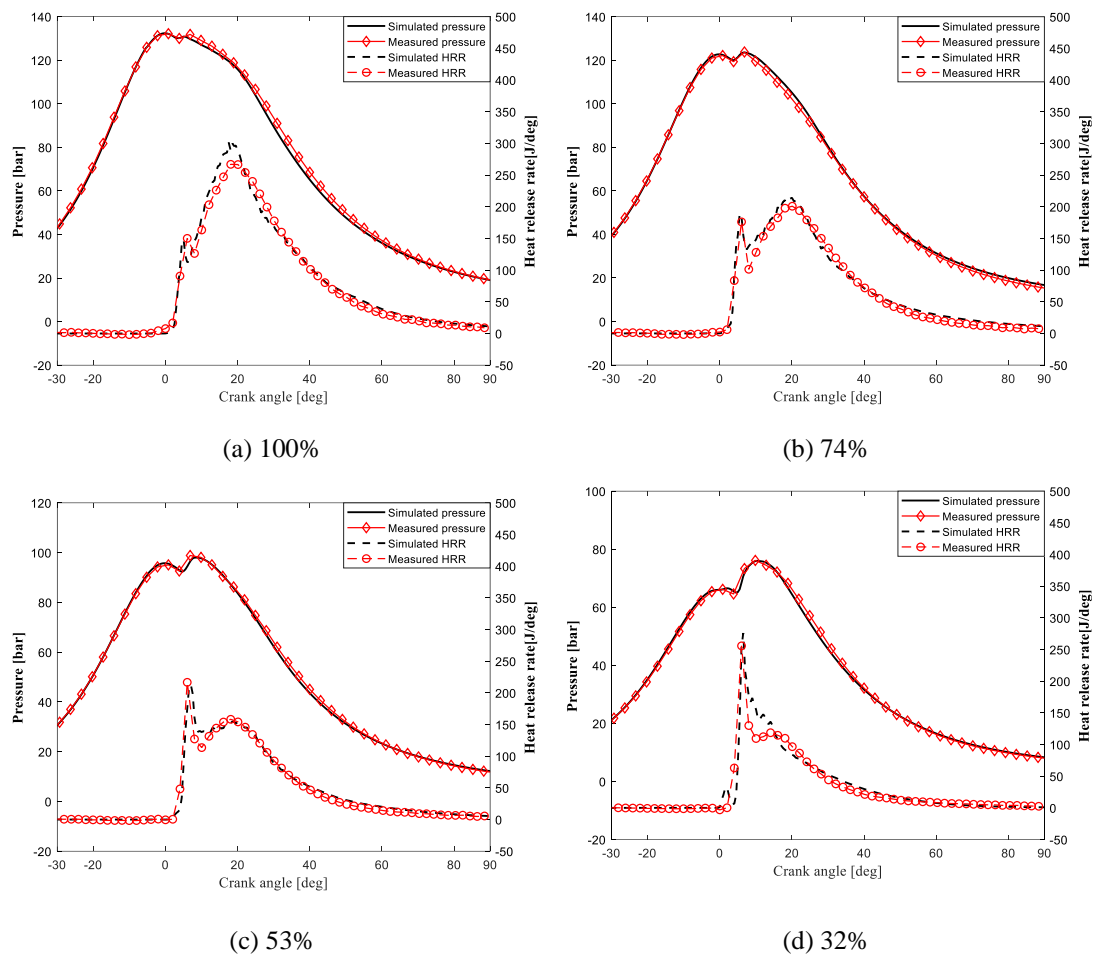 140
120
100
80
60
40
20
0
-20
Pressure [bar]
500
450
400
350
300
250
200
150
100
50
0
-50
Heat release rate[J/deg]
Simulated pressure
Measured pressure
Simulated HRR
Measured HRR
-30 -20 0 20 40 60 80 90
Crank angle [deg]
(a) 100%
140
120
100
80
60
40
20
0
-20
Pressure [bar]
500
450
400
350
300
250
200
150
100
50
0
-50
Heat release rate[J/deg]
Simulated pressure
Measured pressure
Simulated HRR
Measured HRR
-30 -20 0 20 40 60 80 90
Crank angle [deg]
(b) 74%
120
100
80
60
40
20
0
-20
Pressure [bar]
500
450
400
350
300
250
200
150
100
50
0
-50
Heat release rate[J/deg]
Simulated pressure
Measured pressure
Simulated HRR
Measured HRR
-30 -20 0 20 40 60 80 90
Crank angle [deg]
(c) 53%
100
80
60
40
20
0
-20
Pressure [bar]
500
450
400
350
300
250
200
150
100
50
0
-50
Heat release rate[J/deg]
Simulated pressure
Measured pressure
Simulated HRR
Measured HRR
-30 -20 0 20 40 60 80 90
Crank angle [deg]
(d) 32%